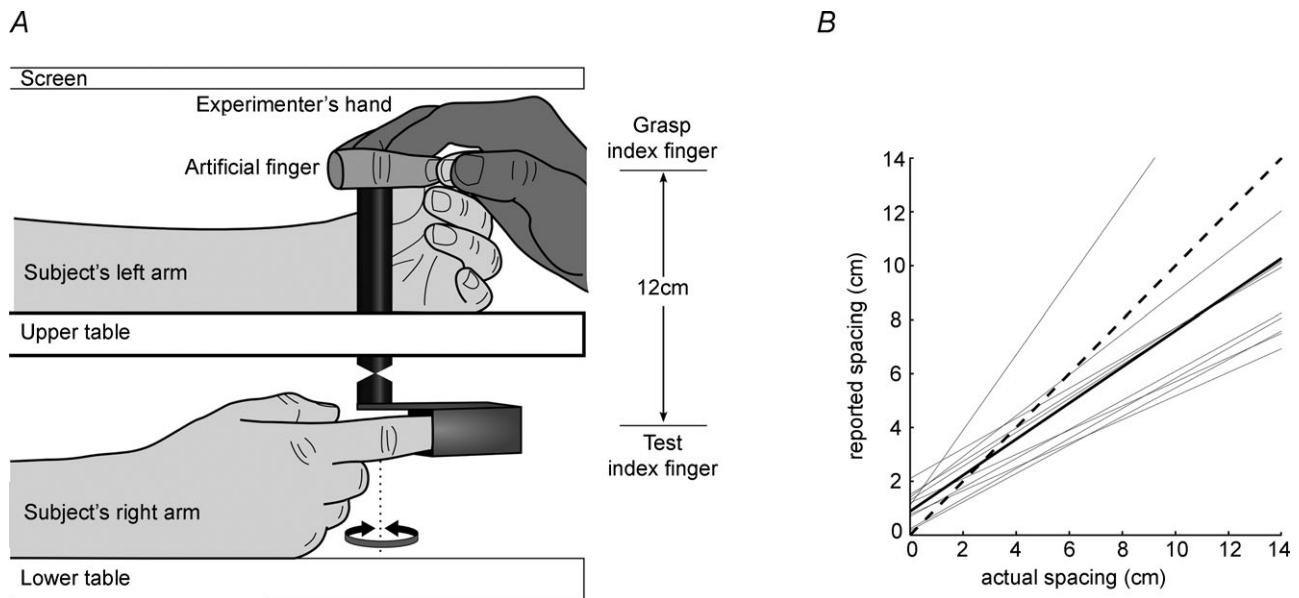 A
Screen
Experimenter's hand
Artificial finger
Subject's left arm
Upper table
Subject's right arm
Lower table
Grasp
index finger
12cm
Test
index finger
B
reported spacing (cm)
14
12
10
8
6
4
2
0
0 2 4 6 8 10 12 14
actual spacing (cm)